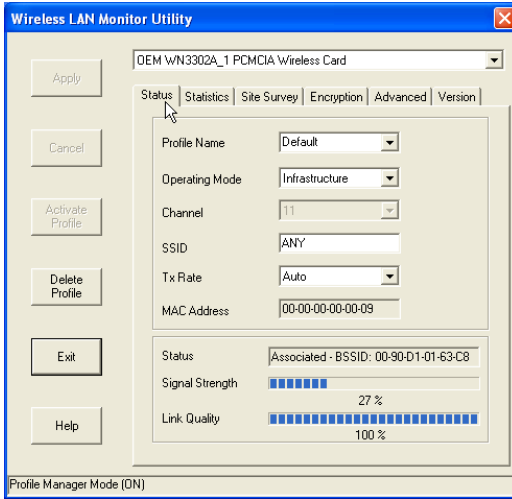 Wireless LAN Monitor Utility
OEM WN3302A_1 PCMCIA Wireless Card
Apply
Cancel
Activate
Profile
Delete
Profile
Exit
Help
Status Statistics Site Survey Encryption Advanced Version
Profile Name Default
Operating Mode Infrastructure
Channel 11
SSID ANY
Tx Rate Auto
MAC Address 00-00-00-00-00-09
Status Associated - BSSID: 00-90-D1-01-63-C8
Signal Strength
27 %
Link Quality
100 %
Profile Manager Mode (ON)